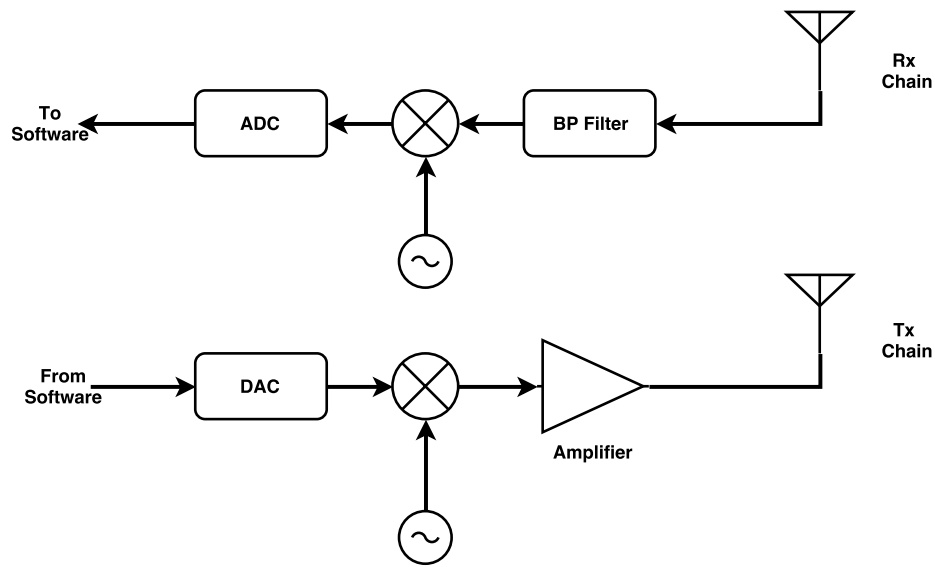 Rx
Chain
To
Software
ADC
BP Filter
Tx
Chain
From
Software
DAC
Amplifier